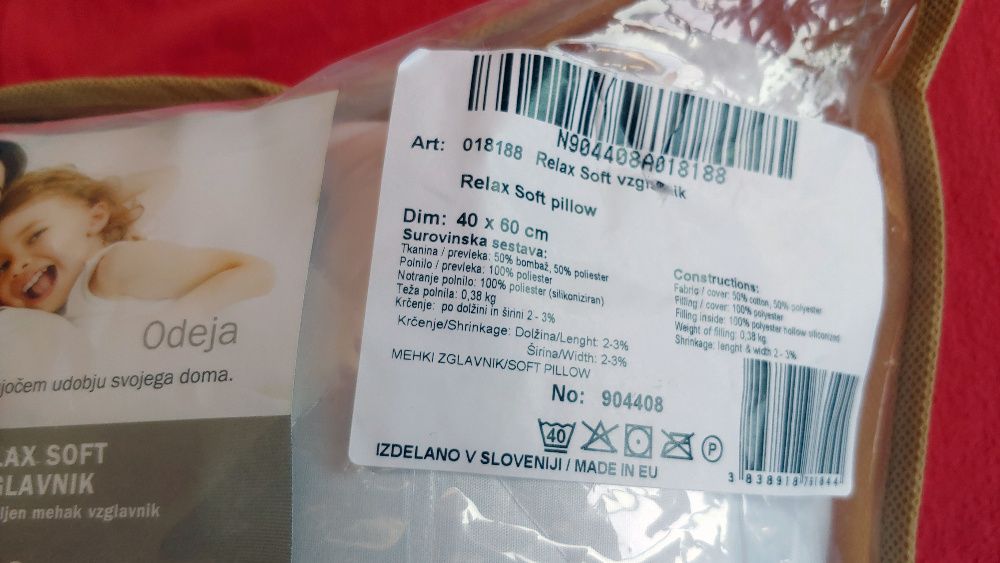 N904408A018188
Art: 018188 Relax Soft
Relax Soft pillow
Dim: 40 x 60 cm
Surovinska sestava:
Tkanina / prevleka: 50% bombaž, 50% poliester
Polnilo / prevleka: 100% poliester
Notranje polnilo: 100% poliester (silikoniziran)
Teža polnila: 0,38 kg
Krčenje: po dolžini in širini 2 - 3%
Krčenje/Shrinkage: Dolžina/Lenght: 2-3%
Širina/Width: 2-3%
MEHKI ZGLAVNIK/SOFT PILLOW
Constructions:
Fabric / cover: 50% cotton, 50% polyester
Filling / cover: 100% polyester
Filling inside: 100% polyester hollow siliconized
Weight of filling: 0,38 kg
Shrinkage: lenght & width 2 - 3%
No: 904408
40 P
IZDELANO V SLOVENIJI / MADE IN EU
3 838918
Odeja
udobju svojega doma.
SOFT
mehak vzglavnik